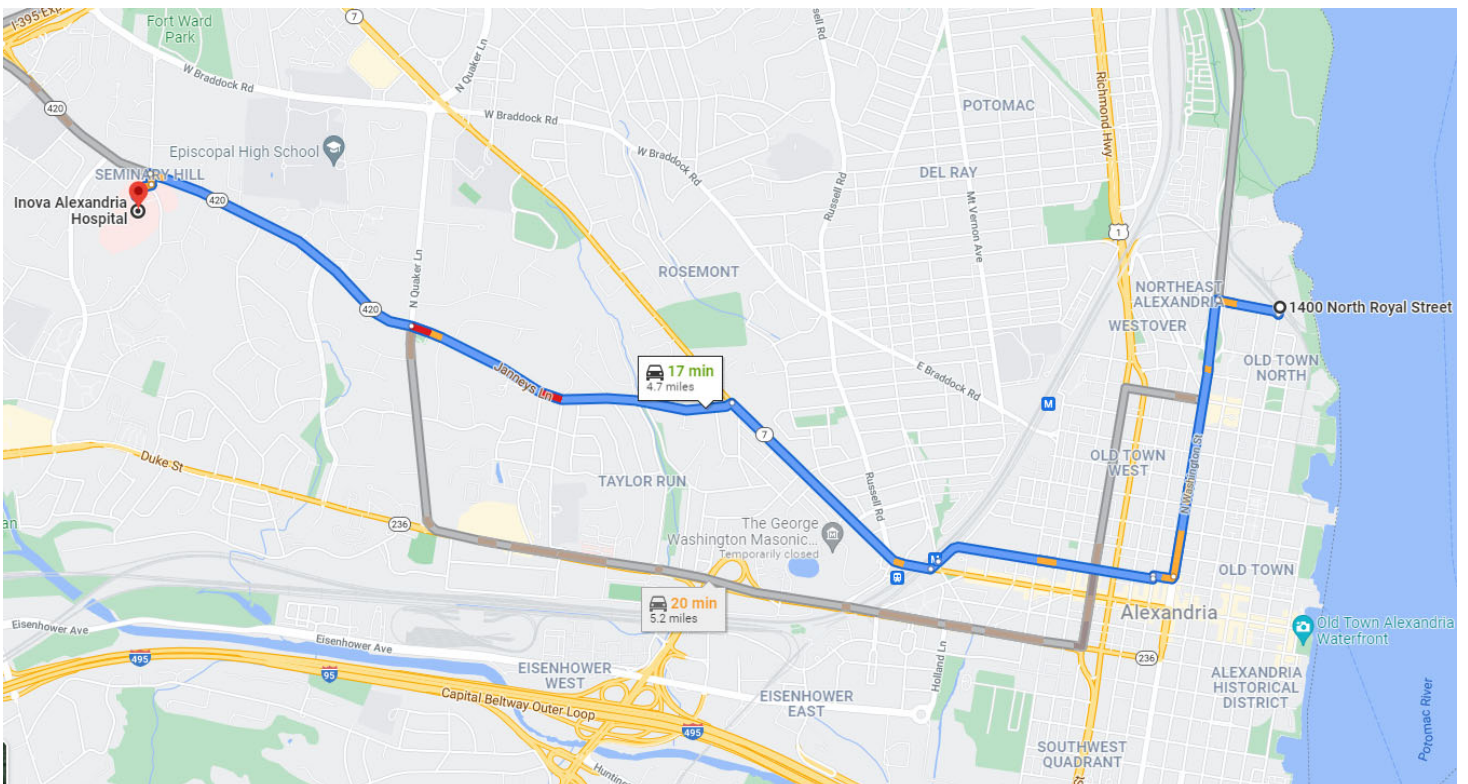 I-395 Exp
Fort Ward
Park
7
N Quaker Ln
Russell Rd
W Braddock Rd
420
W Braddock Rd
Richmond Hwy
POTOMAC
Episcopal High School
W Braddock Rd
SEMINARY HILL
DEL RAY
Russell Rd
Mt Vernon Ave
Inova Alexandria
Hospital
420
1
N Quaker Ln
ROSEMONT
NORTHEAST
ALEXANDRIA
420
1400 North Royal Street
WESTOVER
17 min
4.7 miles
OLD TOWN
NORTH
Janneys Ln
E Braddock Rd
M
7
OLD TOWN
WEST
Duke St
N Washington St
TAYLOR RUN
Russell Rd
236
The George
Washington Masonic...
Temporarily closed
M
OLD TOWN
20 min
5.2 miles
Alexandria
Old Town Alexandria
Waterfront
Eisenhower Ave
Eisenhower Ave
Holland Ln
495
236
95
EISENHOWER
WEST
ALEXANDRIA
HISTORICAL
DISTRICT
Capital Beltway Outer Loop
EISENHOWER
EAST
495
Potomac River
SOUTHWEST
QUADRANT